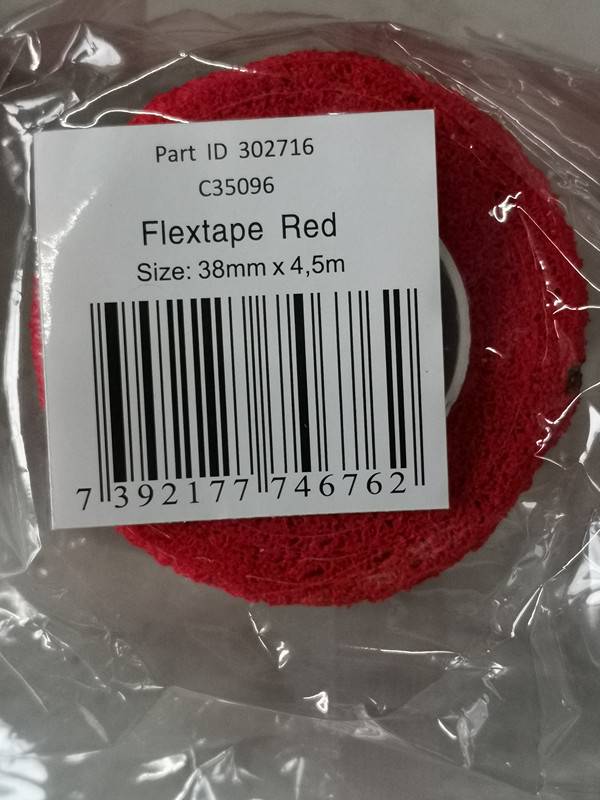 Part ID 302716
C35096
Flextape Red
Size: 38mm x 4,5m
7 392177 746762